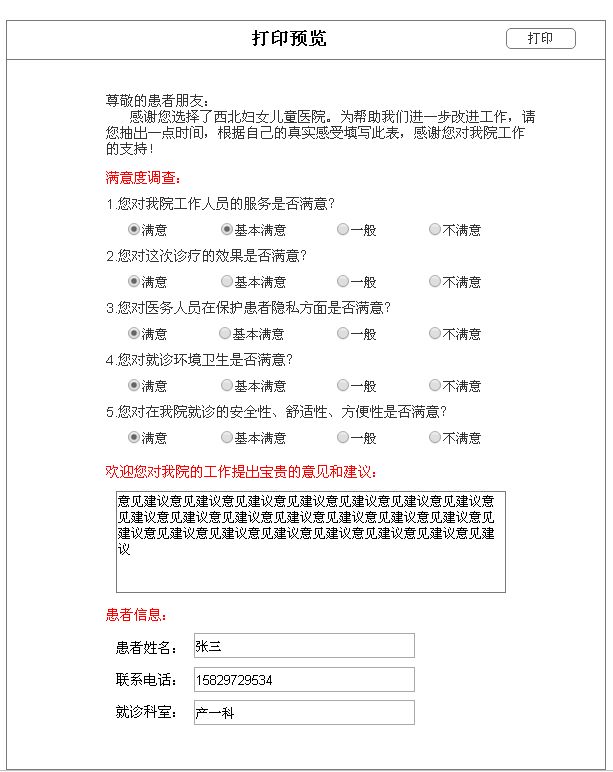 打印预览
打印
尊敬的患者朋友：
感谢您选择了西北妇女儿童医院。为帮助我们进一步改进工作，请
您抽出一点时间，根据自己的真实感受填写此表，感谢您对我院工作
的支持！
满意度调查：
1.您对我院工作人员的服务是否满意？
满意 基本满意 一般 不满意
2.您对这次诊疗的效果是否满意？
满意 基本满意 一般 不满意
3.您对医务人员在保护患者隐私方面是否满意？
满意 基本满意 一般 不满意
4.您对就诊环境卫生是否满意？
满意 基本满意 一般 不满意
5.您对在我院就诊的安全性、舒适性、方便性是否满意？
满意 基本满意 一般 不满意
欢迎您对我院的工作提出宝贵的意见和建议：
意见建议意见建议意见建议意见建议意见建议意见建议意见建议意
见建议意见建议意见建议意见建议意见建议意见建议意见建议意见
建议意见建议意见建议意见建议意见建议意见建议意见建议意见建
议
患者信息：
患者姓名： 张三
联系电话： 15829729534
就诊科室： 产一科